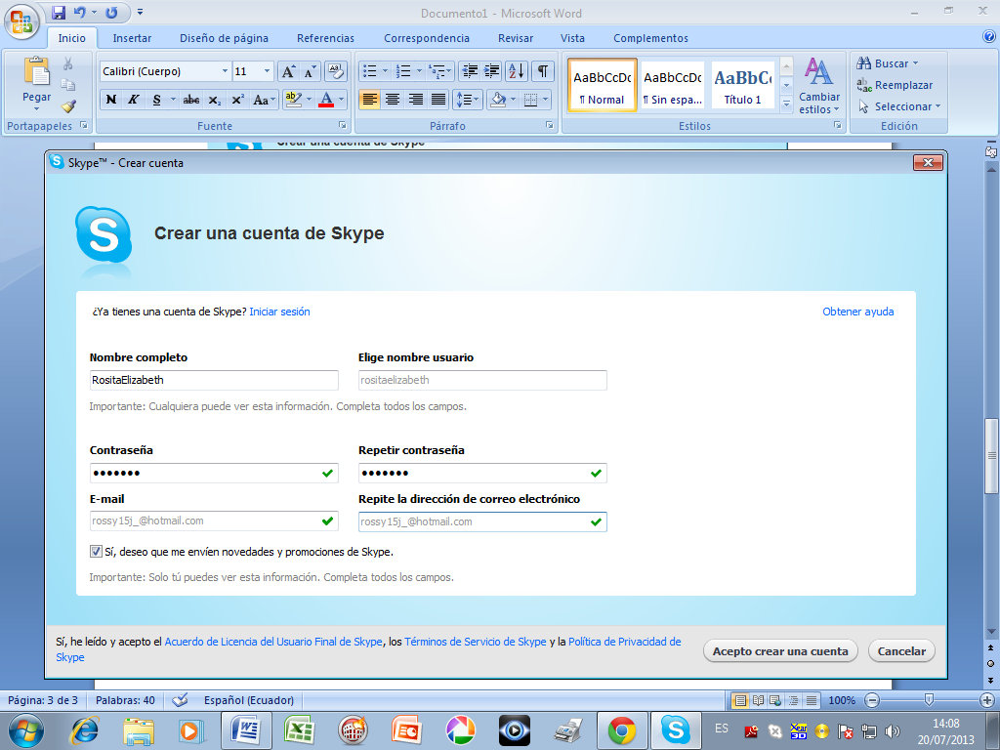 Documento1 - Microsoft Word
Inicio Insertar Diseño de página Referencias Correspondencia Revisar Vista Complementos
Pegar
Calibri (Cuerpo) 11
N K S abc x₂ x² Aa
AaBbCcDc AaBbCcDc AaBbC
¶ Normal ¶ Sin espa... Título 1
Cambiar estilos
Buscar
Reemplazar
Seleccionar
Portapapeles Fuente Párrafo Estilos Edición
Crear una cuenta de Skype
Skype™ - Crear cuenta
Crear una cuenta de Skype
¿Ya tienes una cuenta de Skype? Iniciar sesión Obtener ayuda
Nombre completo Elige nombre usuario
RositaElizabeth rositaelizabeth
Importante: Cualquiera puede ver esta información. Completa todos los campos.
Contraseña Repetir contraseña
••••••• •••••••
E-mail Repite la dirección de correo electrónico
rossy15j_@hotmail.com rossy15j_@hotmail.com
Sí, deseo que me envíen novedades y promociones de Skype.
Importante: Solo tú puedes ver esta información. Completa todos los campos.
Sí, he leído y acepto el Acuerdo de Licencia del Usuario Final de Skype, los Términos de Servicio de Skype y la Política de Privacidad de
Skype
Acepto crear una cuenta Cancelar
Página: 3 de 3 Palabras: 40 Español (Ecuador) 100%
ES 14:08
20/07/2013